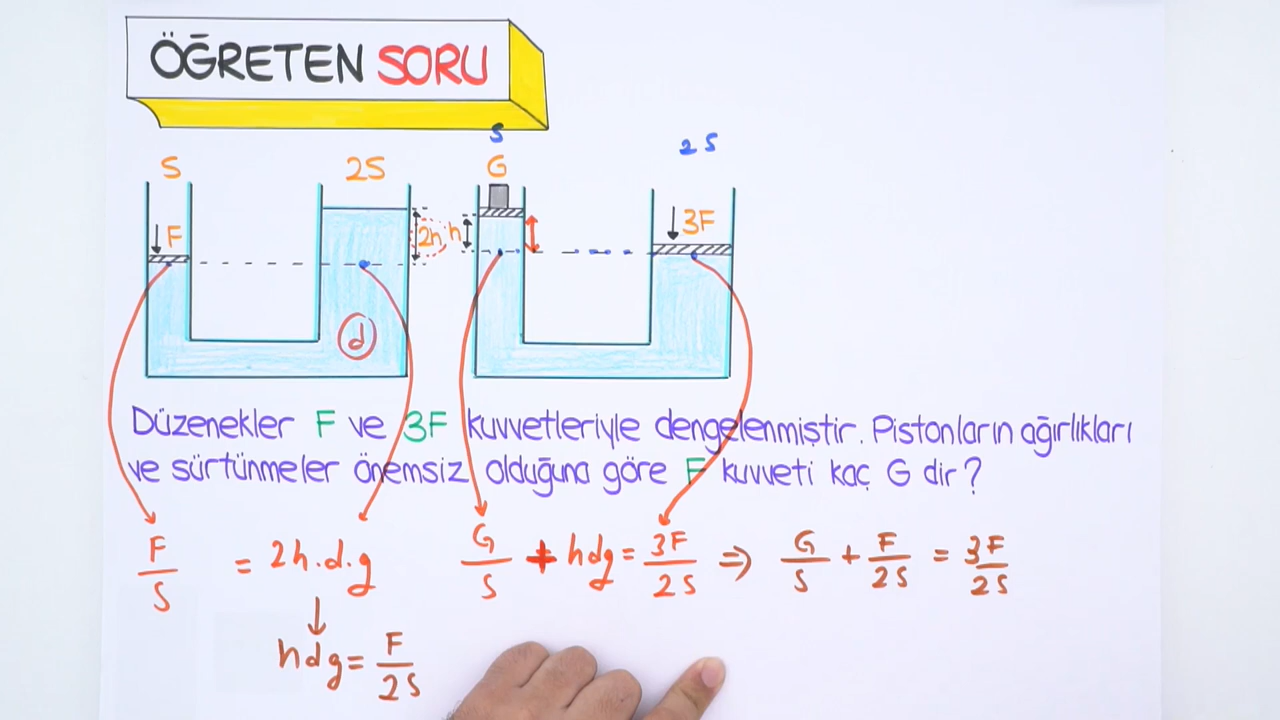 ÖĞRETEN SORU
S 2S S G 2S
F 2h h 3F
d
Düzenekler F ve 3F kuvvetleriyle dengelenmiştir. Pistonların ağırlıkları
ve sürtünmeler önemsiz olduğuna göre F kuvveti kaç G dir?
F/S = 2h.d.g G/S + hdg = 3F/2S ⇒ G/S + F/2S = 3F/2S
hdg = F/2S